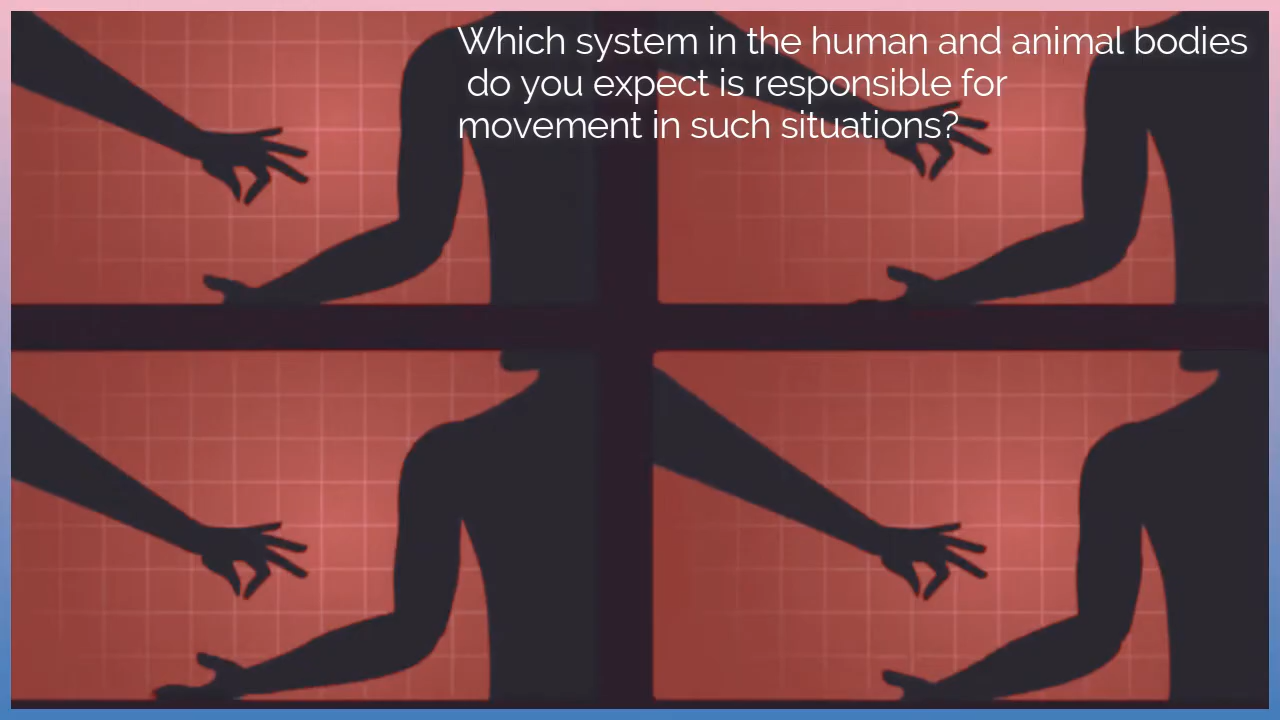 Which system in the human and animal bodies
do you expect is responsible for
movement in such situations?